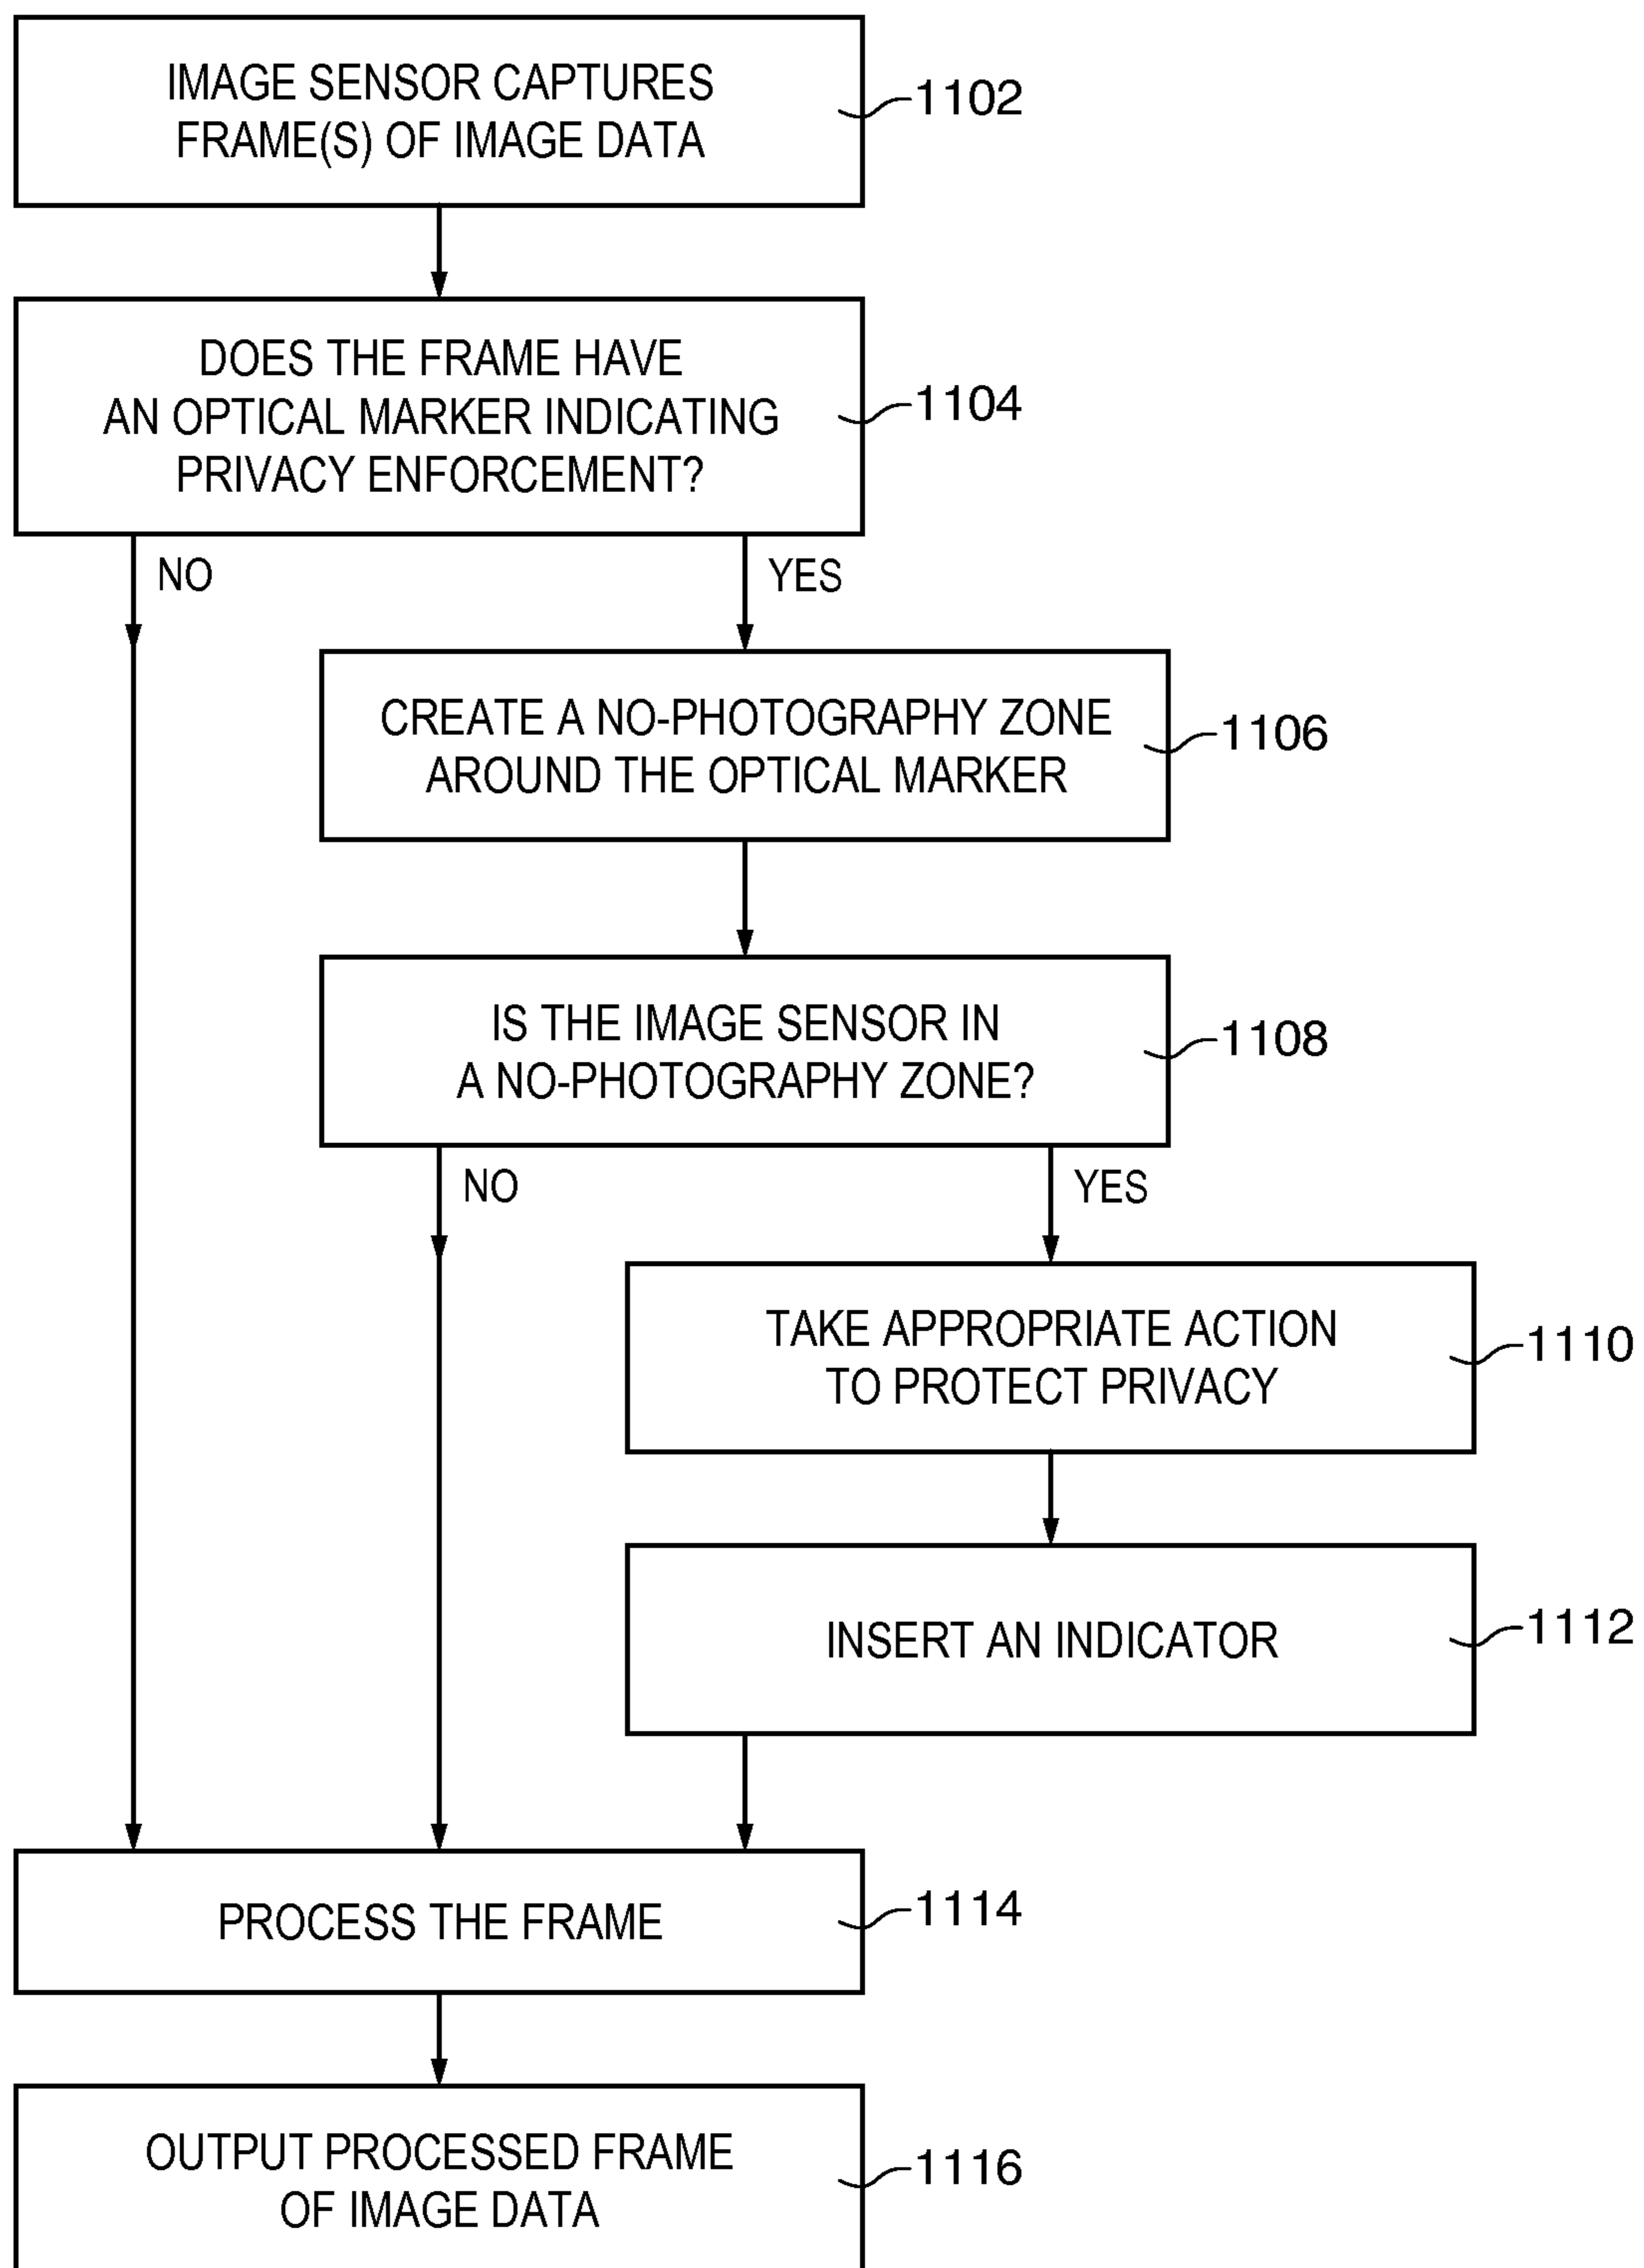 IMAGE SENSOR CAPTURES
FRAME(S) OF IMAGE DATA
1102
DOES THE FRAME HAVE
AN OPTICAL MARKER INDICATING
PRIVACY ENFORCEMENT?
1104
NO
YES
CREATE A NO-PHOTOGRAPHY ZONE
AROUND THE OPTICAL MARKER
1106
IS THE IMAGE SENSOR IN
A NO-PHOTOGRAPHY ZONE?
1108
NO
YES
TAKE APPROPRIATE ACTION
TO PROTECT PRIVACY
1110
INSERT AN INDICATOR
1112
PROCESS THE FRAME
1114
OUTPUT PROCESSED FRAME
OF IMAGE DATA
1116